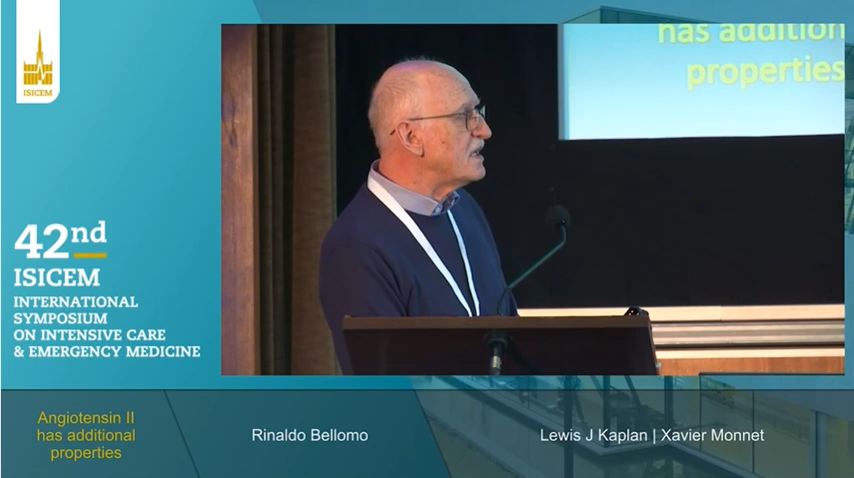 ISICEM
has addition
properties
42nd
ISICEM
INTERNATIONAL
SYMPOSIUM
ON INTENSIVE CARE
& EMERGENCY MEDICINE
Angiotensin II
has additional
properties
Rinaldo Bellomo
Lewis J Kaplan | Xavier Monnet